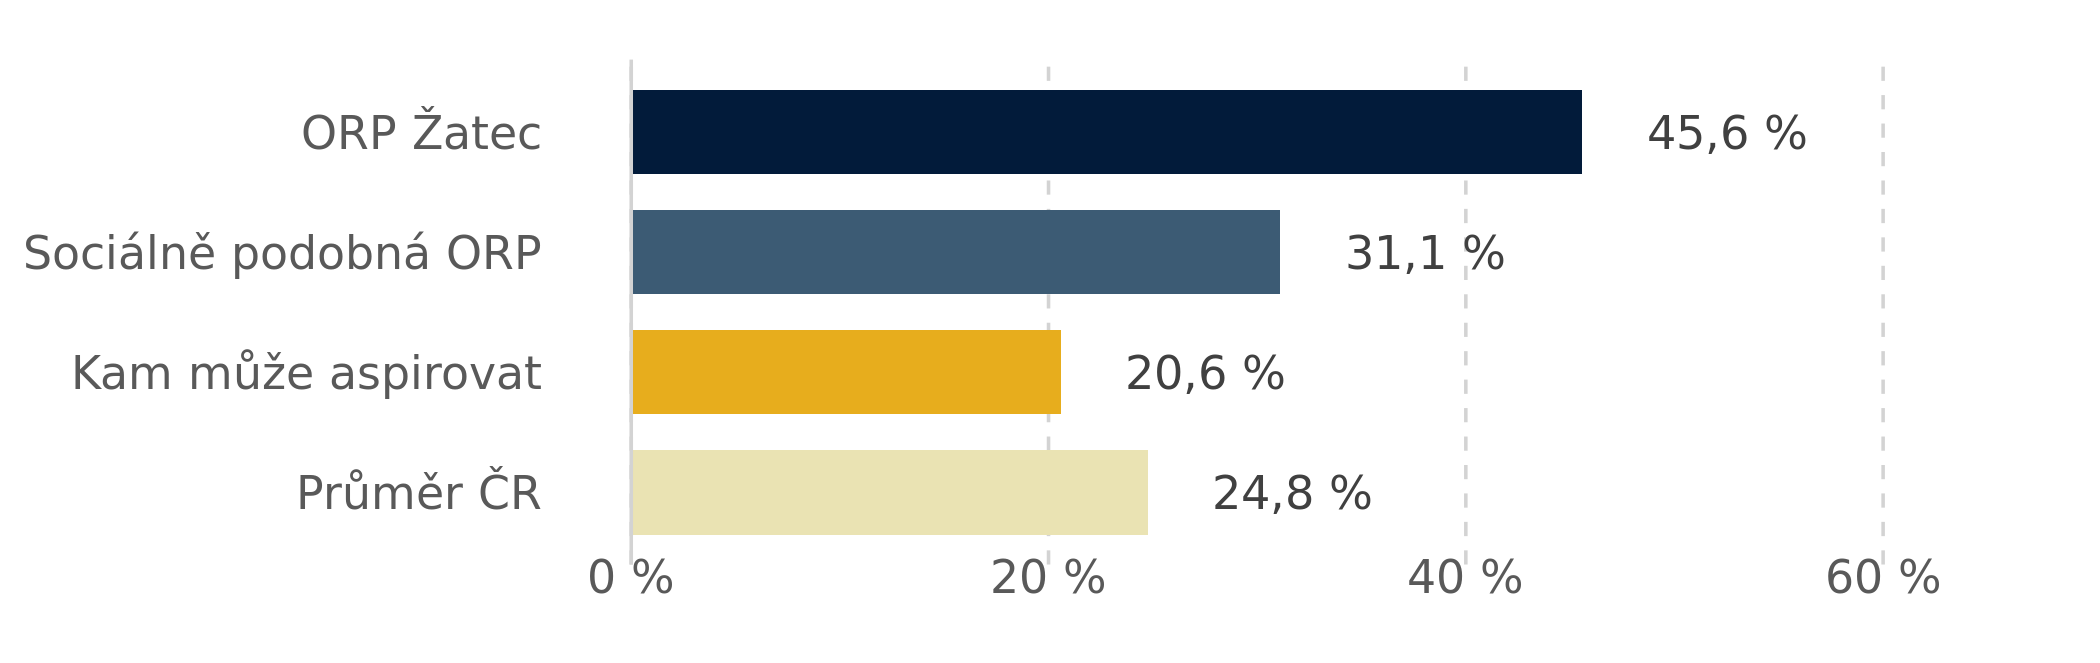 ORP Žatec 45,6 %
Sociálně podobná ORP 31,1 %
Kam může aspirovat 20,6 %
Průměr ČR 24,8 %
0 % 20 % 40 % 60 %